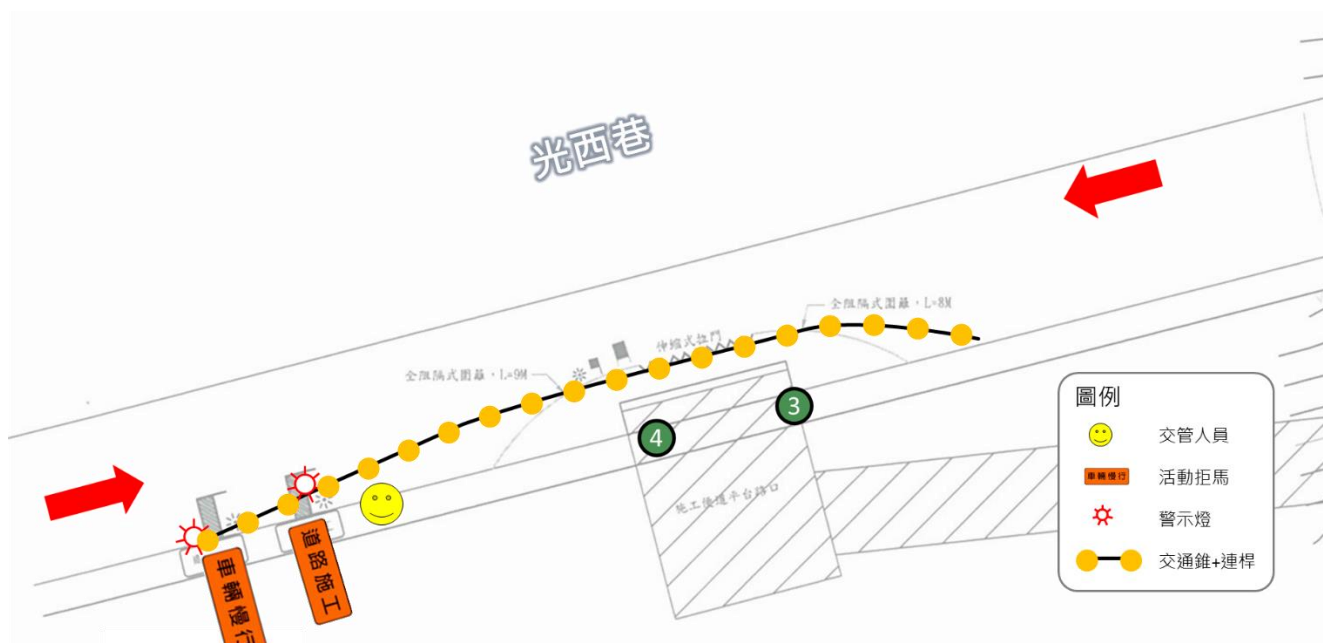 光西巷
全阻隔式圍籬，L=8M
伸縮式拉門
全阻隔式圍籬，L=9M
3
4
施工便道平台路口
道路施工
車輛慢行
圖例
交管人員
車輛慢行
活動拒馬
警示燈
交通錐+連桿